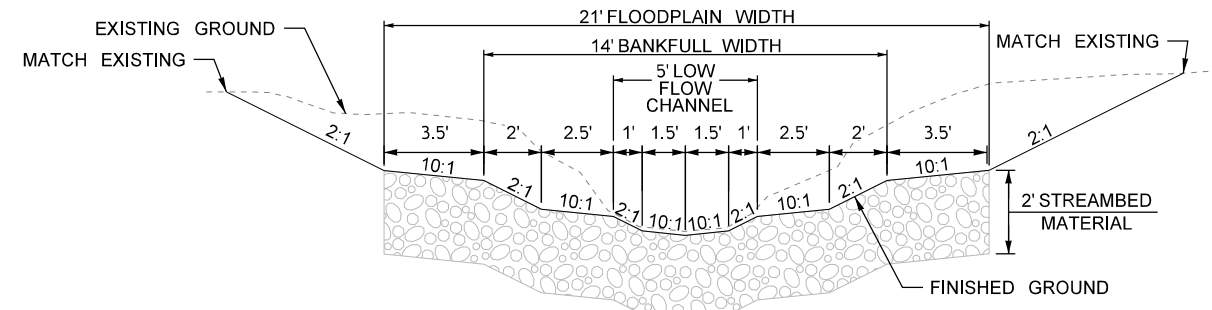 21' FLOODPLAIN WIDTH
EXISTING GROUND
MATCH EXISTING
14' BANKFULL WIDTH
MATCH EXISTING
5' LOW
FLOW
CHANNEL
3.5' 2' 2.5' 1' 1.5' 1.5' 1' 2.5' 2' 3.5'
2:1 10:1 2:1 10:1 2:1 10:1 10:1 2:1 10:1 2:1 10:1 2:1
2' STREAMBED
MATERIAL
FINISHED GROUND